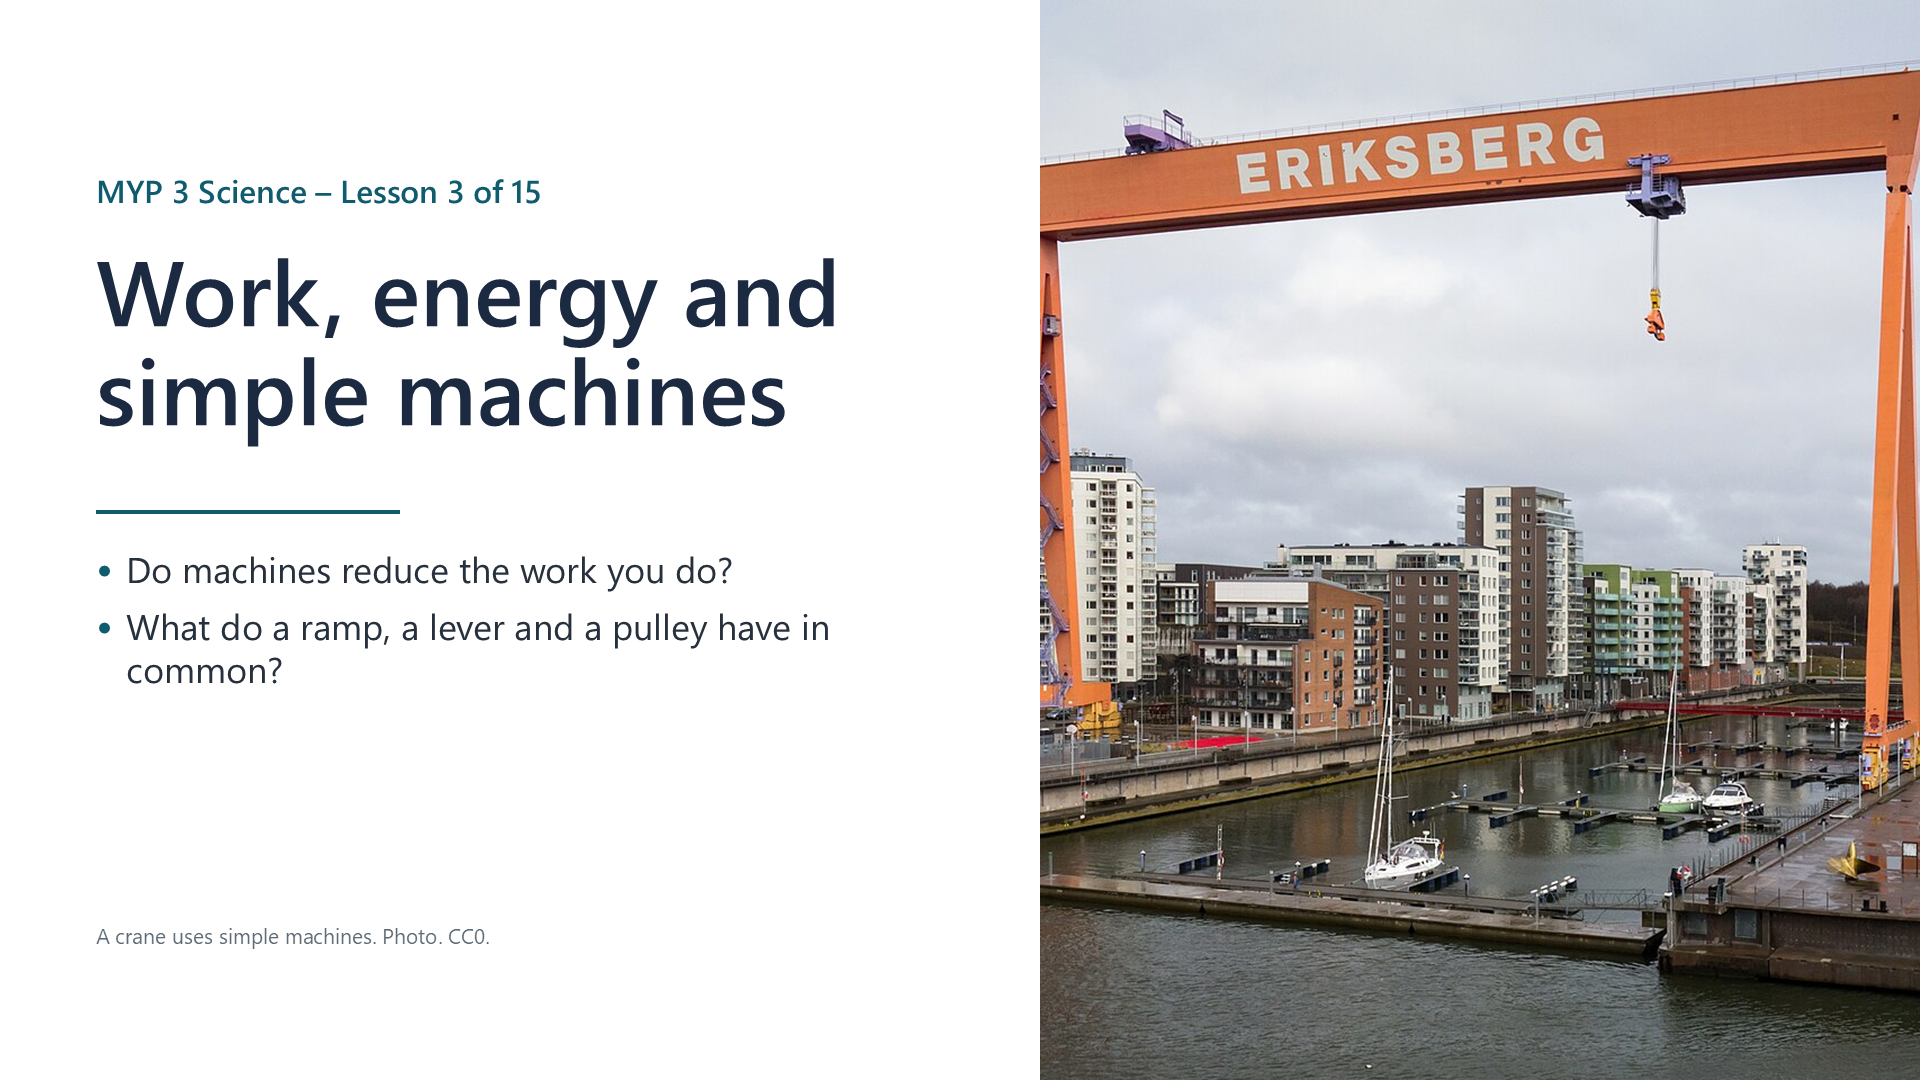 MYP 3 Science – Lesson 3 of 15
Work, energy and
simple machines
• Do machines reduce the work you do?
• What do a ramp, a lever and a pulley have in
common?
A crane uses simple machines. Photo. CC0.
ERIKSBERG